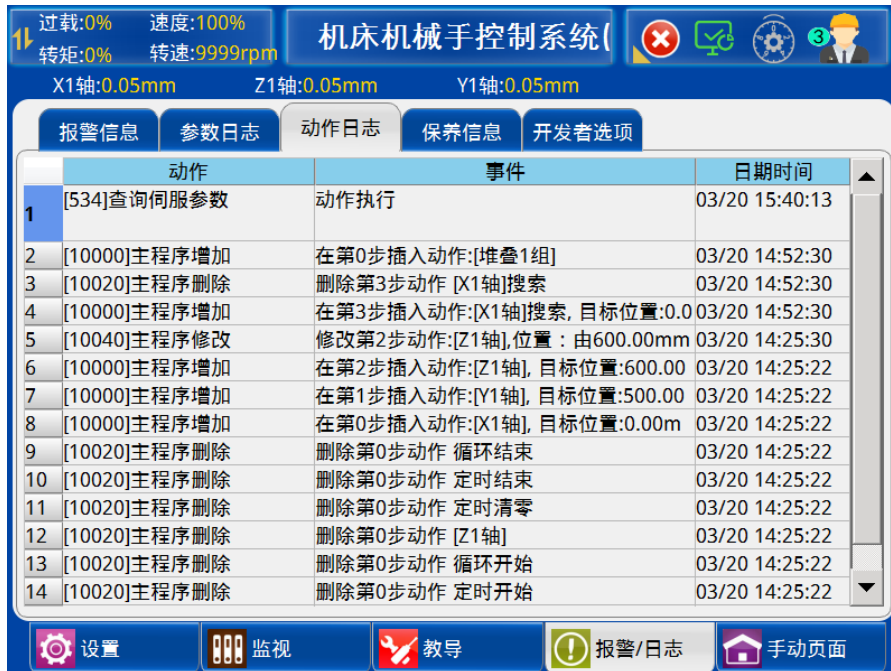 过载:0% 速度:100%
机床机械手控制系统(
转矩:0% 转速:9999rpm
3
X1轴:0.05mm Z1轴:0.05mm Y1轴:0.05mm
报警信息 参数日志 动作日志 保养信息 开发者选项
动作 事件 日期时间
1 [534]查询伺服参数 动作执行 03/20 15:40:13
2 [10000]主程序增加 在第0步插入动作:[堆叠1组] 03/20 14:52:30
3 [10020]主程序删除 删除第3步动作 [X1轴]搜索 03/20 14:52:30
4 [10000]主程序增加 在第3步插入动作:[X1轴]搜索, 目标位置:0.0 03/20 14:52:30
5 [10040]主程序修改 修改第2步动作:[Z1轴],位置：由600.00mm 03/20 14:25:30
6 [10000]主程序增加 在第2步插入动作:[Z1轴], 目标位置:600.00 03/20 14:25:22
7 [10000]主程序增加 在第1步插入动作:[Y1轴], 目标位置:500.00 03/20 14:25:22
8 [10000]主程序增加 在第0步插入动作:[X1轴], 目标位置:0.00m 03/20 14:25:22
9 [10020]主程序删除 删除第0步动作 循环结束 03/20 14:25:22
10 [10020]主程序删除 删除第0步动作 定时结束 03/20 14:25:22
11 [10020]主程序删除 删除第0步动作 定时清零 03/20 14:25:22
12 [10020]主程序删除 删除第0步动作 [Z1轴] 03/20 14:25:22
13 [10020]主程序删除 删除第0步动作 循环开始 03/20 14:25:22
14 [10020]主程序删除 删除第0步动作 定时开始 03/20 14:25:22
设置 监视 教导 报警/日志 手动页面